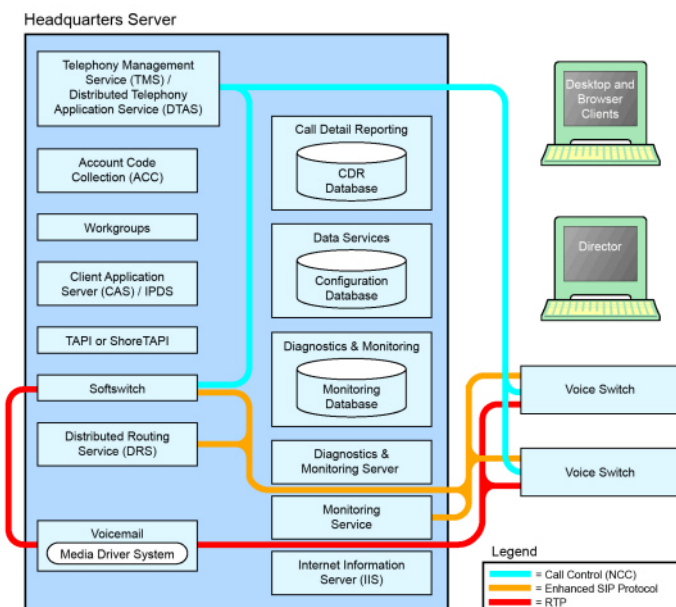 Headquarters Server
Telephony Management
Service (TMS) /
Distributed Telephony
Application Service (DTAS)
Account Code
Collection (ACC)
Workgroups
Client Application
Server (CAS) / IPDS
TAPI or ShoreTAPI
Softswitch
Distributed Routing
Service (DRS)
Voicemail
Media Driver System
Call Detail Reporting
CDR
Database
Data Services
Configuration
Database
Diagnostics & Monitoring
Monitoring
Database
Diagnostics &
Monitoring Server
Monitoring
Service
Internet Information
Server (IIS)
Desktop and
Browser
Clients
Director
Voice Switch
Voice Switch
Legend
= Call Control (NCC)
= Enhanced SIP Protocol
= RTP